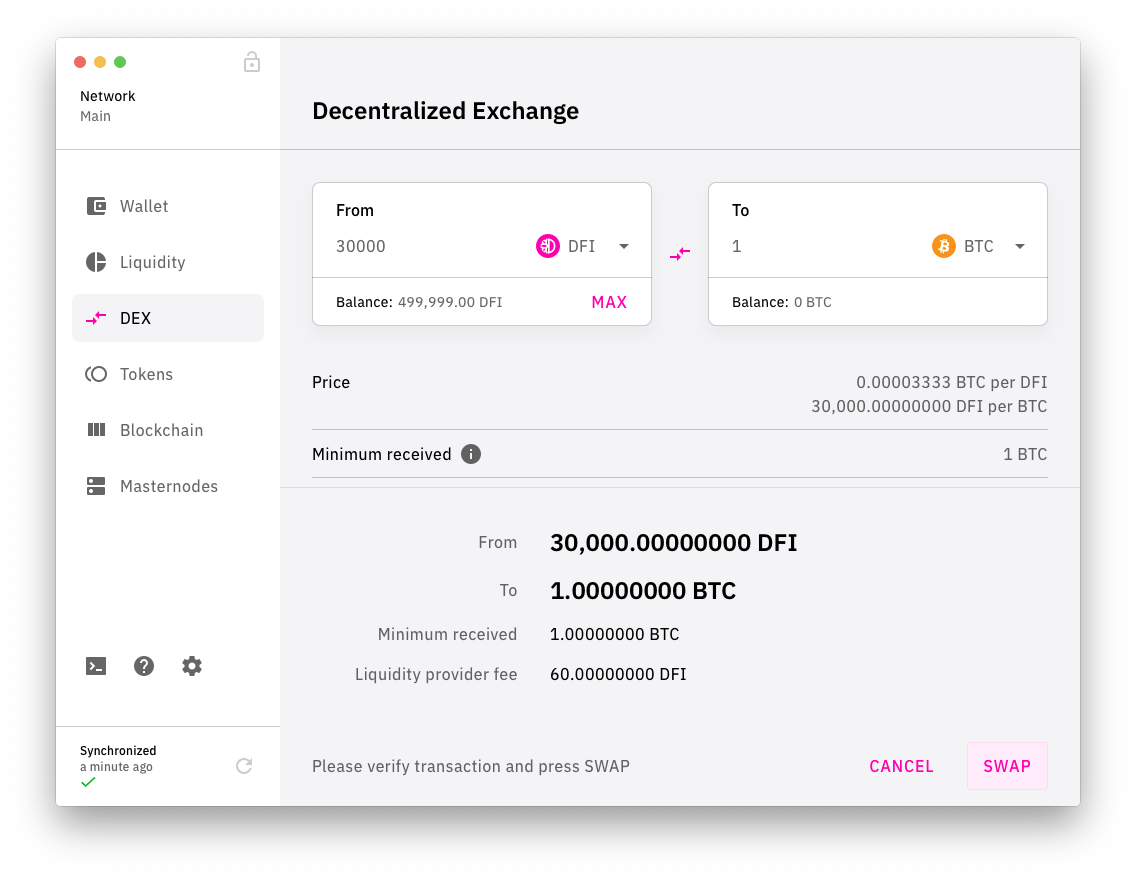 Network
Main
Wallet
Liquidity
DEX
Tokens
Blockchain
Masternodes
Synchronized
a minute ago
Decentralized Exchange
From
30000 DFI
Balance: 499,999.00 DFI MAX
To
1 BTC
Balance: 0 BTC
Price 0.00003333 BTC per DFI
30,000.00000000 DFI per BTC
Minimum received 1 BTC
From 30,000.00000000 DFI
To 1.00000000 BTC
Minimum received 1.00000000 BTC
Liquidity provider fee 60.00000000 DFI
Please verify transaction and press SWAP CANCEL SWAP